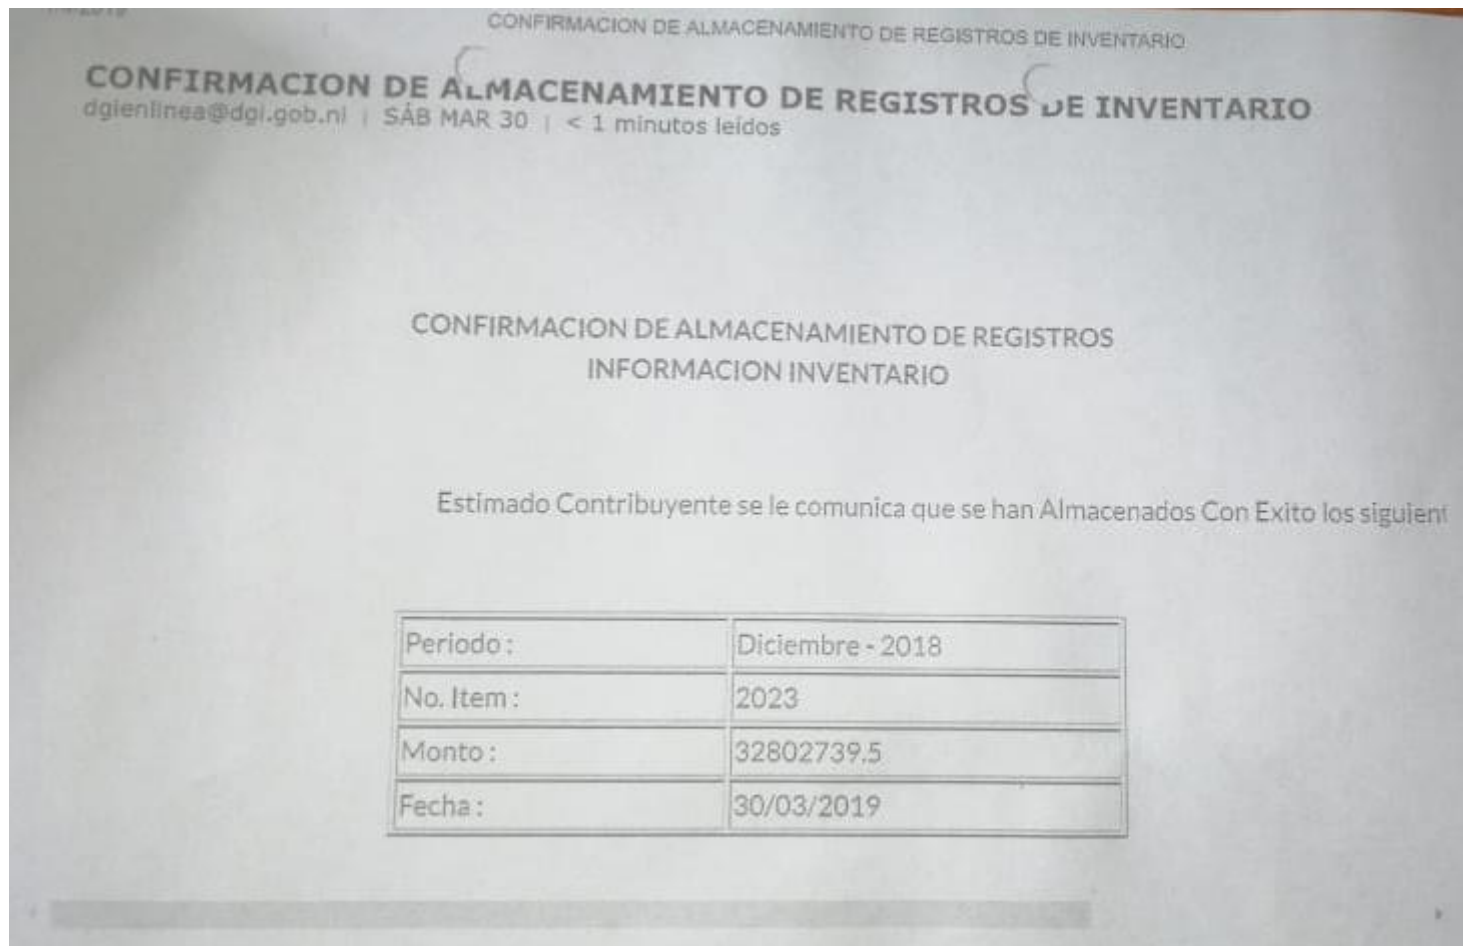 CONFIRMACION DE ALMACENAMIENTO DE REGISTROS DE INVENTARIO
CONFIRMACION DE ALMACENAMIENTO DE REGISTROS DE INVENTARIO
dgienlinea@dgi.gob.ni | SÁB MAR 30 | < 1 minutos leídos
CONFIRMACION DE ALMACENAMIENTO DE REGISTROS
INFORMACION INVENTARIO
Estimado Contribuyente se le comunica que se han Almacenados Con Exito los siguient
Periodo : Diciembre - 2018
No. Item : 2023
Monto : 32802739.5
Fecha : 30/03/2019